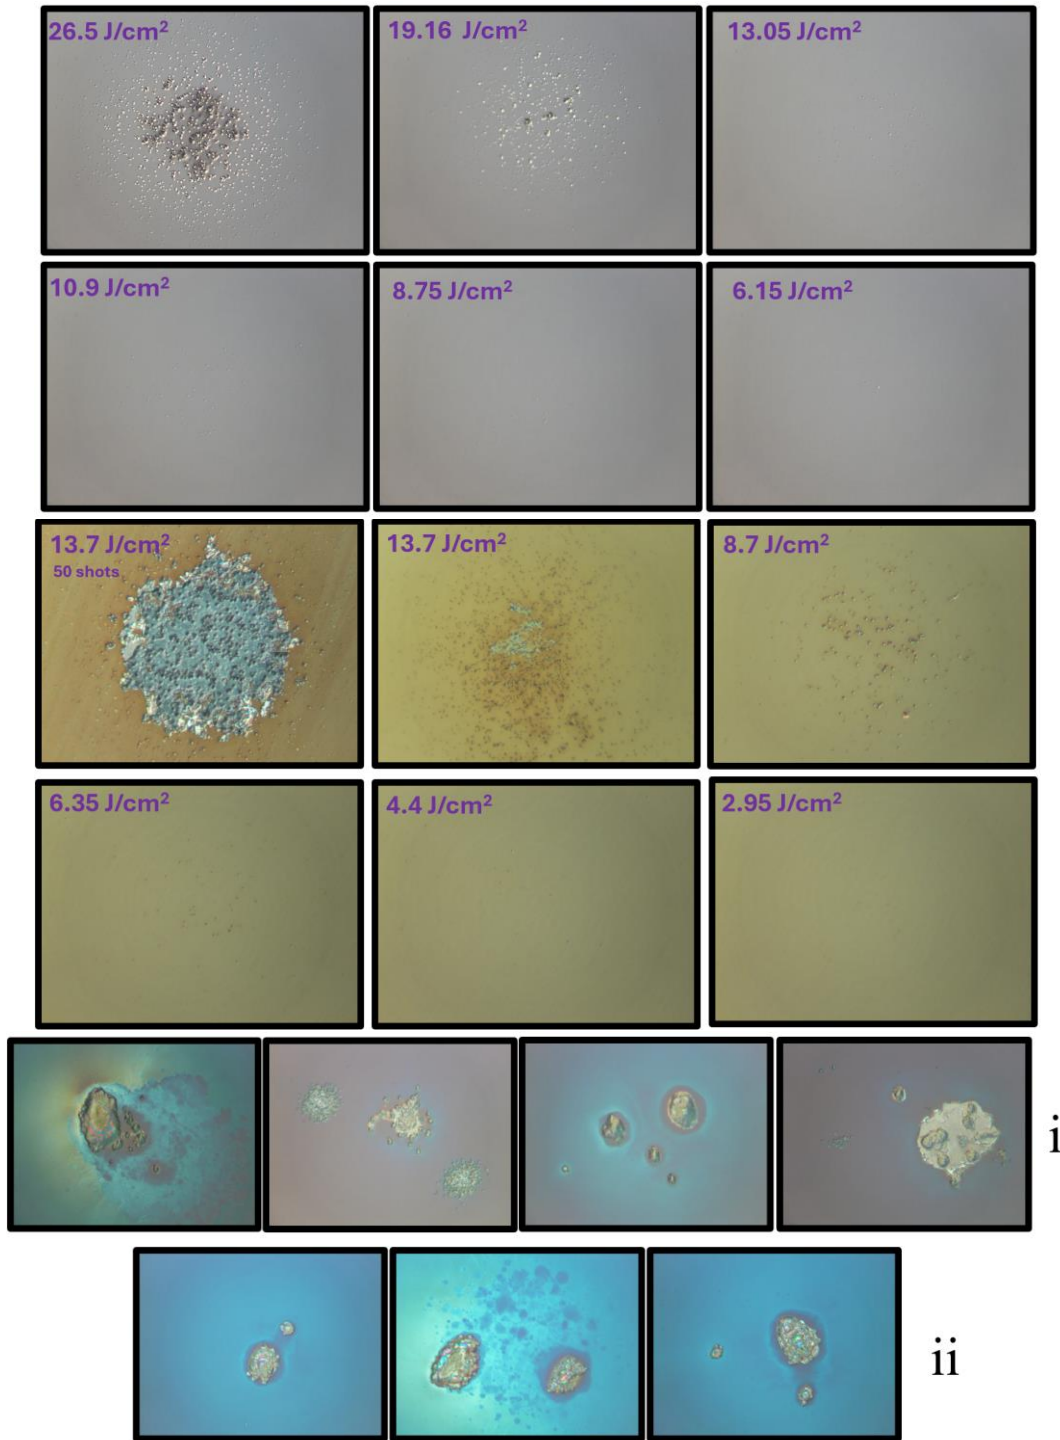 26.5 J/cm²
19.16 J/cm²
13.05 J/cm²
10.9 J/cm²
8.75 J/cm²
6.15 J/cm²
13.7 J/cm²
50 shots
13.7 J/cm²
8.7 J/cm²
6.35 J/cm²
4.4 J/cm²
2.95 J/cm²
i
ii